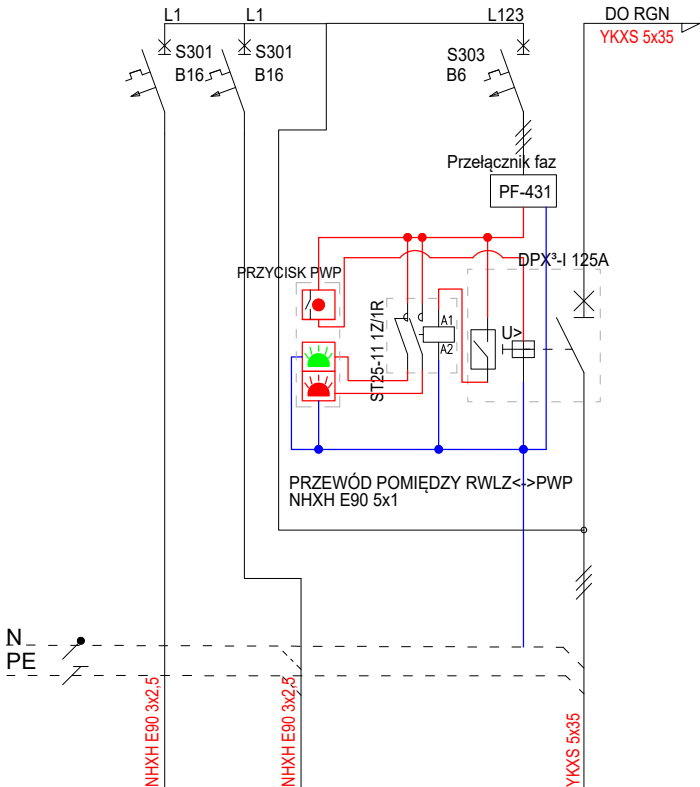 L1
L1
L123
DO RGN
YKXS 5x35
S301
B16
S301
B16
S303
B6
Przełącznik faz
PF-431
DPX³-I 125A
PRZYCISK PWP
ST25-11 1Z/1R
A1
A2
U>
PRZEWÓD POMIĘDZY RWLZ<->PWP
NHXH E90 5x1
N
PE
NHXH E90 3x2,5
NHXH E90 3x2,5
YKXS 5x35